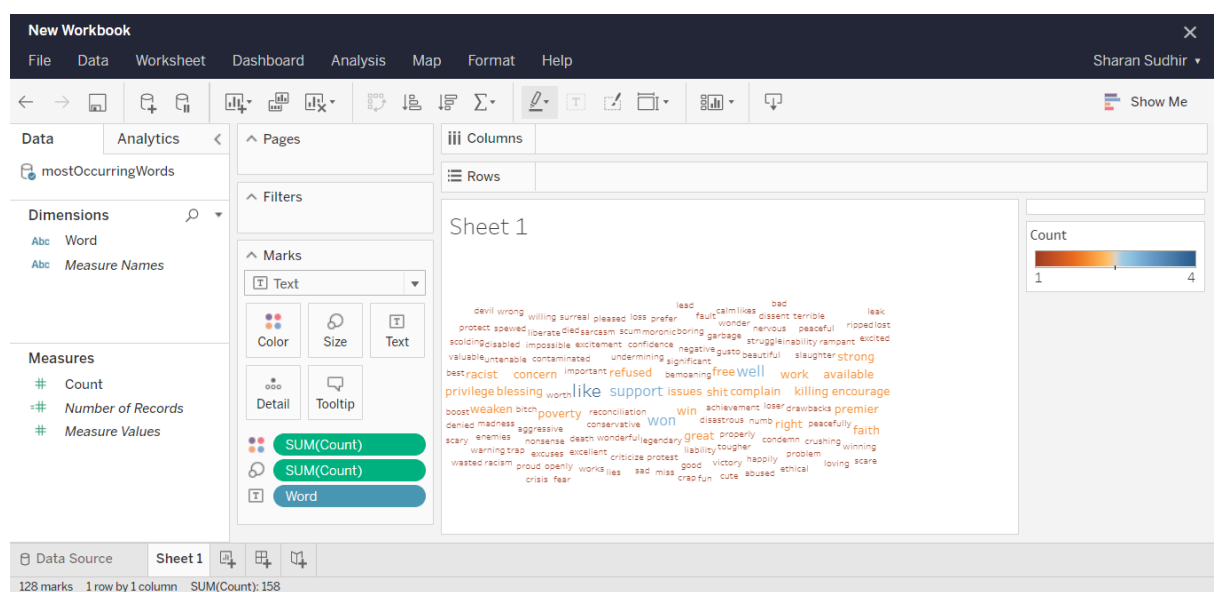 New Workbook
File Data Worksheet Dashboard Analysis Map Format Help Sharan Sudhir
Show Me
Data Analytics
mostOccurringWords
Dimensions
Abc Word
Abc Measure Names
Measures
# Count
=# Number of Records
# Measure Values
Pages
Filters
Marks
T Text
Color Size Text
Detail Tooltip
SUM(Count)
SUM(Count)
T Word
iii Columns
Rows
Sheet 1
lead bad
devil wrong willing surreal pleased loss prefer fault calm likes dissent terrible leak
protect spewed liberate died sarcasm scum moronic boring garbage wonder nervous peaceful ripped lost
scolding disabled impossible excitement confidence negative gusto struggle inability rampant excited
valuable untenable contaminated undermining significant beautiful slaughter strong
best racist concern important refused bemoaning free well work available
privilege blessing worth like support issues shit complain killing encourage
boost weaken bitch poverty reconciliation win achievement loser drawbacks premier
denied madness aggressive conservative won disastrous numb right peacefully faith
scary enemies nonsense death wonderful legendary great properly condemn crushing winning
warning trap excuses excellent criticize protest liability tougher problem
wasted racism proud openly works lies sad miss good victory happily loving scare
crisis fear crap fun cute abused ethical
Count
1 4
Data Source Sheet 1
128 marks 1 row by 1 column SUM(Count): 158